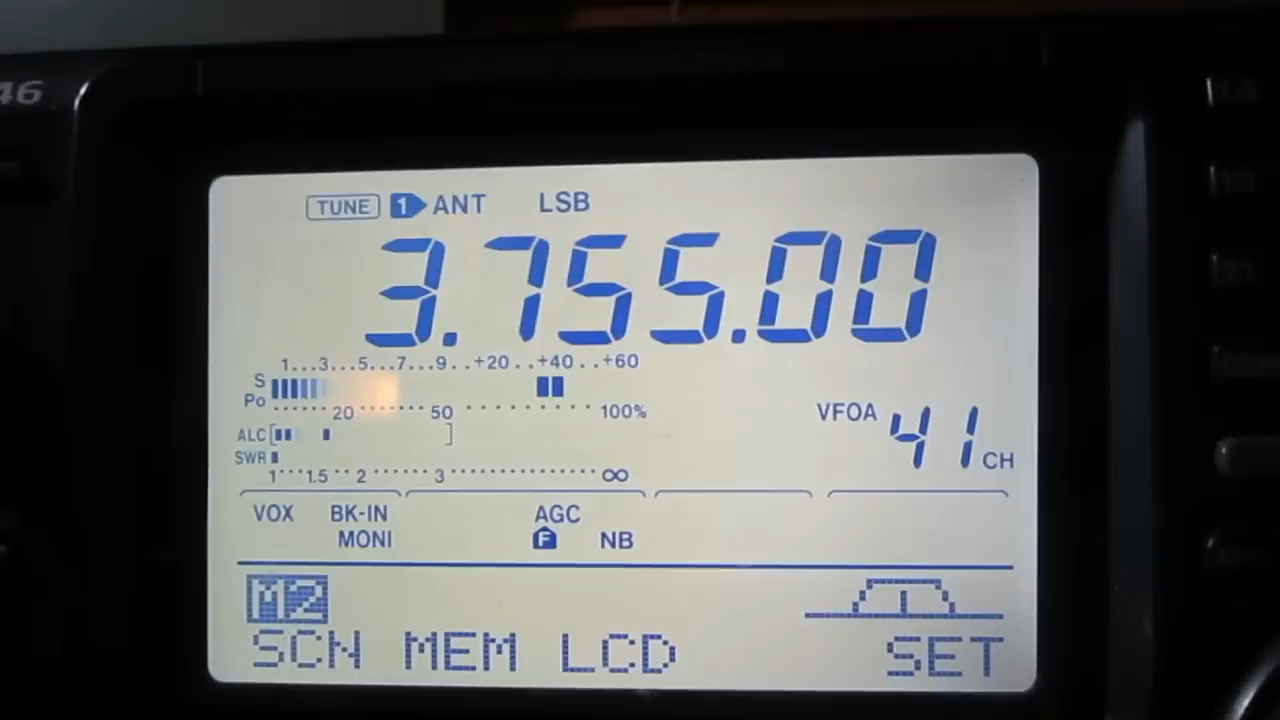 46
TUNE 1 ANT LSB
3.755.00
1...3...5...7...9..+20..+40..+60
S
Po
20 50 100%
VFOA 41 CH
ALC
SWR
1 1.5 2 3 ∞
VOX BK-IN AGC
MONI F NB
M2
SCN MEM LCD SET